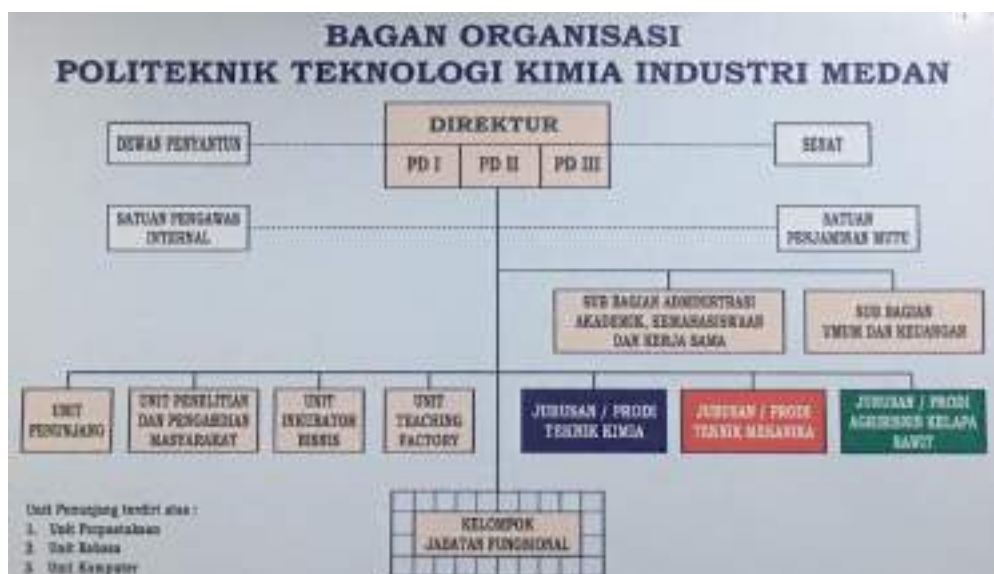 BAGAN ORGANISASI
POLITEKNIK TEKNOLOGI KIMIA INDUSTRI MEDAN
DIREKTUR
PD I
PD II
PD III
DEWAN PENYANTUN
SENAT
SATUAN PENGAWAS
INTERNAL
SATUAN
PENJAMINAN MUTU
SUB BAGIAN ADMINISTRASI
AKADEMIK, KEMAHASISWAAN
DAN KERJA SAMA
SUB BAGIAN
UMUM DAN KEUANGAN
UNIT
PENUNJANG
UNIT PENELITIAN
DAN PENGABDIAN
MASYARAKAT
UNIT
INKUBATOR
BISNIS
UNIT
TEACHING
FACTORY
JURUSAN / PRODI
TEKNIK KIMIA
JURUSAN / PRODI
TEKNIK MEKANIKA
JURUSAN / PRODI
AGRIBISNIS KELAPA
SAWIT
KELOMPOK
JABATAN FUNGSIONAL
Unit Penunjang terdiri atas :
1. Unit Perpustakaan
2. Unit Bahasa
3. Unit Komputer